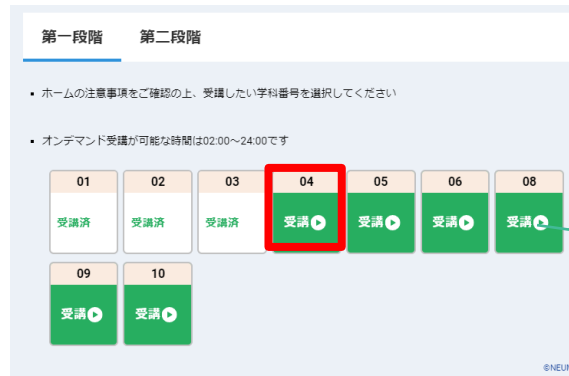 第一段階 第二段階
▪ ホームの注意事項をご確認の上、受講したい学科番号を選択してください
▪ オンデマンド受講が可能な時間は02:00～24:00です
01 02 03 04 05 06 08
受講済 受講済 受講済 受講 受講 受講 受講
09 10
受講 受講